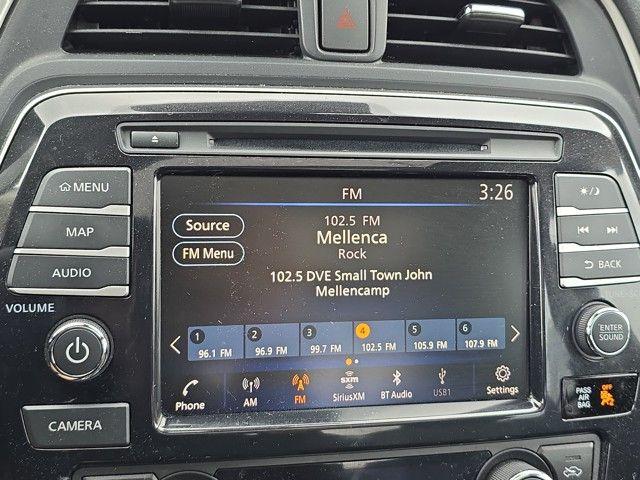 MENU
MAP
AUDIO
VOLUME
CAMERA
FM
3:26
Source
FM Menu
102.5 FM
Mellenca
Rock
102.5 DVE Small Town John
Mellencamp
1
96.1 FM
2
96.9 FM
3
99.7 FM
4
102.5 FM
5
105.9 FM
6
107.9 FM
Phone
AM
FM
sxm
SiriusXM
BT Audio
USB1
Settings
BACK
ENTER
SOUND
PASS
AIR
BAG
OFF